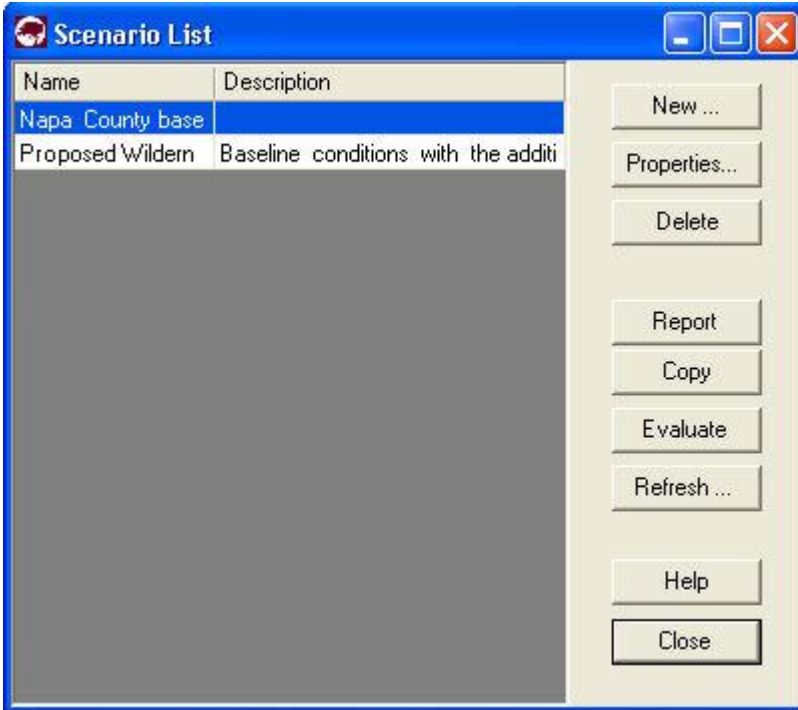 Scenario List
Name Description
Napa County base
Proposed Wildern Baseline conditions with the additi
New ...
Properties...
Delete
Report
Copy
Evaluate
Refresh ...
Help
Close